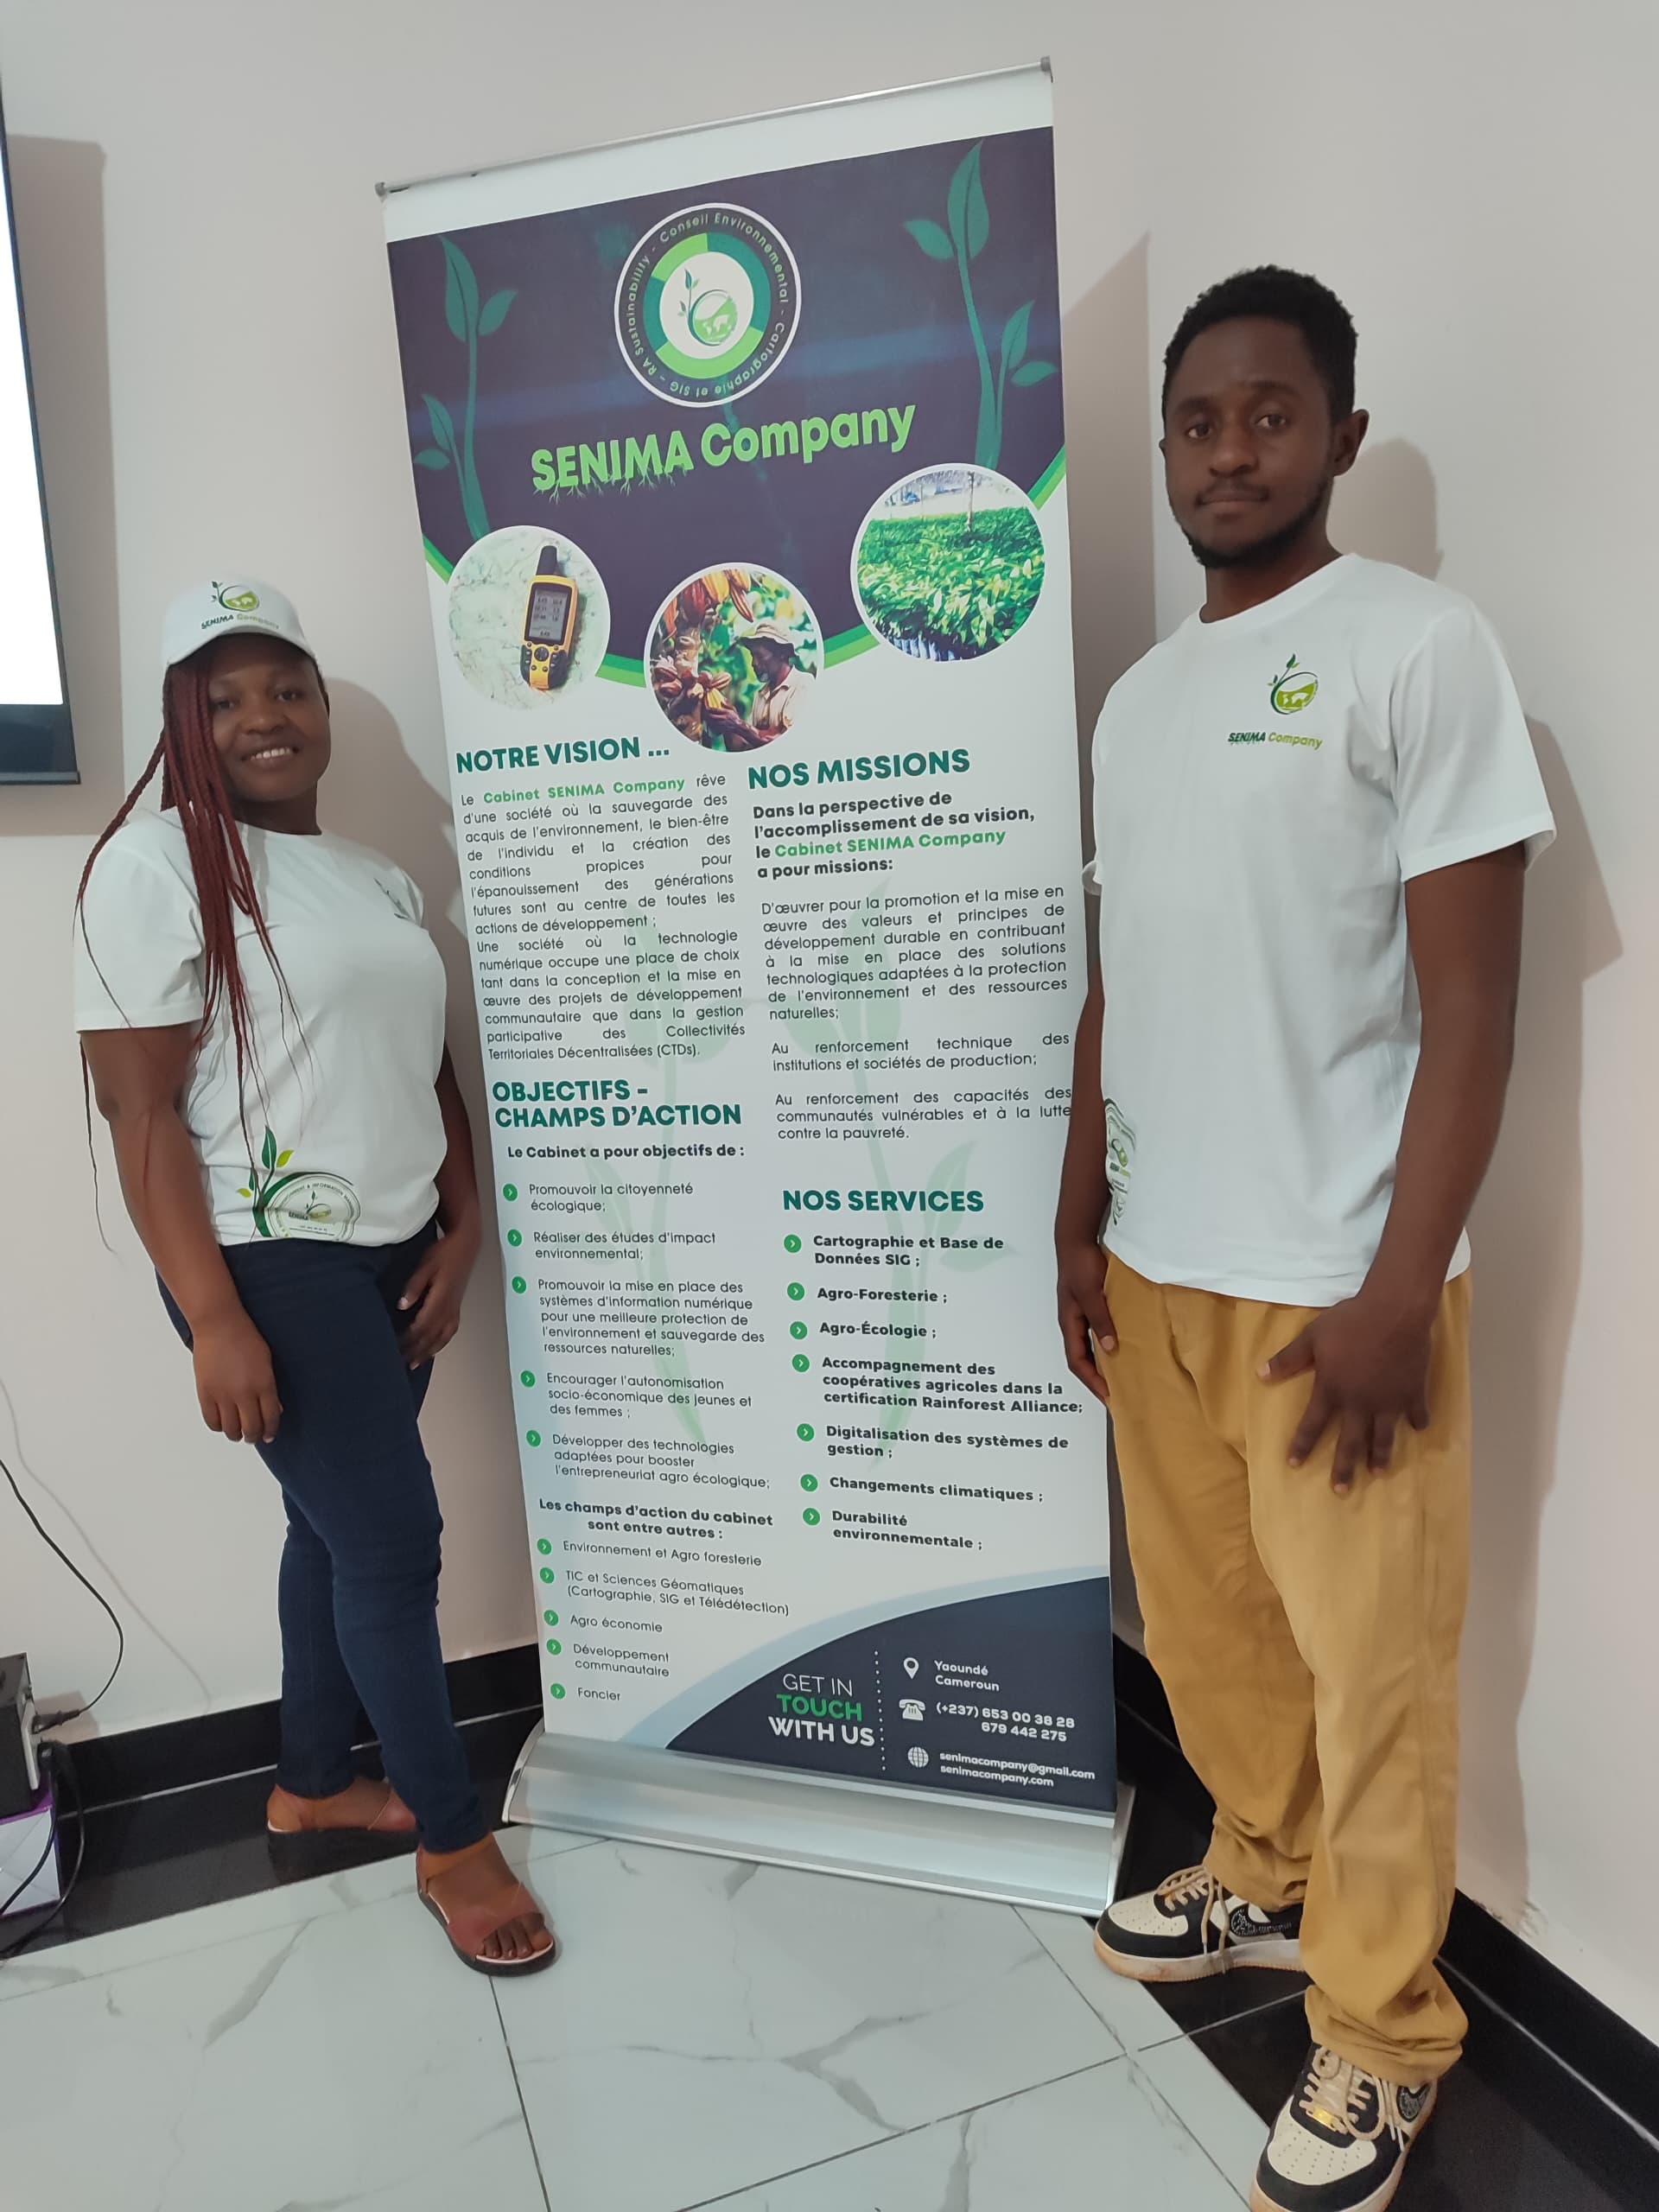 RA Sustainability - Conseil Environnemental - Cartographie et SIG -
SENIMA Company
NOTRE VISION ...
Le Cabinet SENIMA Company rêve
d'une société où la sauvegarde des
acquis de l'environnement, le bien-être
de l'individu et la création des
conditions propices pour
l'épanouissement des générations
futures sont au centre de toutes les
actions de développement ;
Une société où la technologie
numérique occupe une place de choix
tant dans la conception et la mise en
œuvre des projets de développement
communautaire que dans la gestion
participative des Collectivités
Territoriales Décentralisées (CTDs).
OBJECTIFS -
CHAMPS D'ACTION
Le Cabinet a pour objectifs de :
Promouvoir la citoyenneté
écologique;
Réaliser des études d'impact
environnemental;
Promouvoir la mise en place des
systèmes d'information numérique
pour une meilleure protection de
l'environnement et sauvegarde des
ressources naturelles;
Encourager l'autonomisation
socio-économique des jeunes et
des femmes ;
Développer des technologies
adaptées pour booster
l'entrepreneuriat agro écologique;
Les champs d'action du cabinet
sont entre autres :
Environnement et Agro foresterie
TIC et Sciences Géomatiques
(Cartographie, SIG et Télédétection)
Agro économie
Développement
communautaire
Foncier
NOS MISSIONS
Dans la perspective de
l'accomplissement de sa vision,
le Cabinet SENIMA Company
a pour missions:
D'œuvrer pour la promotion et la mise en
œuvre des valeurs et principes de
développement durable en contribuant
à la mise en place des solutions
technologiques adaptées à la protection
de l'environnement et des ressources
naturelles;
Au renforcement technique des
institutions et sociétés de production;
Au renforcement des capacités des
communautés vulnérables et à la lutte
contre la pauvreté.
NOS SERVICES
Cartographie et Base de
Données SIG ;
Agro-Foresterie ;
Agro-Écologie ;
Accompagnement des
coopératives agricoles dans la
certification Rainforest Alliance;
Digitalisation des systèmes de
gestion ;
Changements climatiques ;
Durabilité
environnementale ;
GET IN
TOUCH
WITH US
Yaoundé
Cameroun
(+237) 653 00 38 28
679 442 275
senimacompany@gmail.com
senimacompany.com
SENIMA Company
SENIMA Company